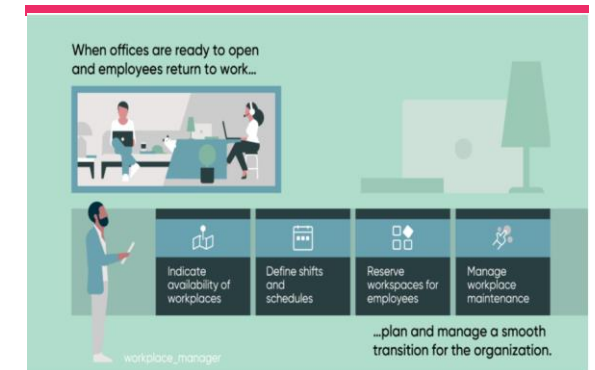 When offices are ready to open
and employees return to work...
Indicate
availability of
workplaces
Define shifts
and
schedules
Reserve
workspaces for
employees
Manage
workplace
maintenance
...plan and manage a smooth
transition for the organization.
workplace_manager